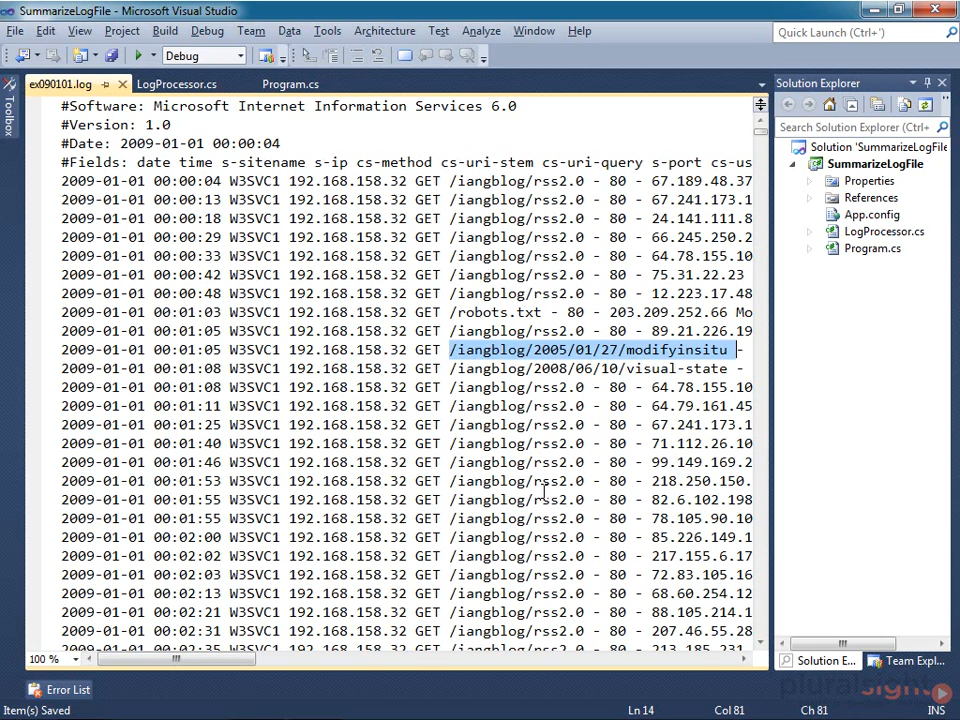 SummarizeLogFile - Microsoft Visual Studio
File Edit View Project Build Debug Team Data Tools Architecture Test Analyze Window Help
Quick Launch (Ctrl+')
Debug
ex090101.log LogProcessor.cs Program.cs
Toolbox
#Software: Microsoft Internet Information Services 6.0
#Version: 1.0
#Date: 2009-01-01 00:00:04
#Fields: date time s-sitename s-ip cs-method cs-uri-stem cs-uri-query s-port cs-us
2009-01-01 00:00:04 W3SVC1 192.168.158.32 GET /iangblog/rss2.0 - 80 - 67.189.48.37
2009-01-01 00:00:13 W3SVC1 192.168.158.32 GET /iangblog/rss2.0 - 80 - 67.241.173.1
2009-01-01 00:00:18 W3SVC1 192.168.158.32 GET /iangblog/rss2.0 - 80 - 24.141.111.8
2009-01-01 00:00:29 W3SVC1 192.168.158.32 GET /iangblog/rss2.0 - 80 - 66.245.250.2
2009-01-01 00:00:33 W3SVC1 192.168.158.32 GET /iangblog/rss2.0 - 80 - 64.78.155.10
2009-01-01 00:00:42 W3SVC1 192.168.158.32 GET /iangblog/rss2.0 - 80 - 75.31.22.23
2009-01-01 00:00:48 W3SVC1 192.168.158.32 GET /iangblog/rss2.0 - 80 - 12.223.17.48
2009-01-01 00:01:03 W3SVC1 192.168.158.32 GET /robots.txt - 80 - 203.209.252.66 Mo
2009-01-01 00:01:05 W3SVC1 192.168.158.32 GET /iangblog/rss2.0 - 80 - 89.21.226.19
2009-01-01 00:01:05 W3SVC1 192.168.158.32 GET /iangblog/2005/01/27/modifyinsitu -
2009-01-01 00:01:08 W3SVC1 192.168.158.32 GET /iangblog/2008/06/10/visual-state -
2009-01-01 00:01:08 W3SVC1 192.168.158.32 GET /iangblog/rss2.0 - 80 - 64.78.155.10
2009-01-01 00:01:11 W3SVC1 192.168.158.32 GET /iangblog/rss2.0 - 80 - 64.79.161.45
2009-01-01 00:01:25 W3SVC1 192.168.158.32 GET /iangblog/rss2.0 - 80 - 67.241.173.1
2009-01-01 00:01:40 W3SVC1 192.168.158.32 GET /iangblog/rss2.0 - 80 - 71.112.26.10
2009-01-01 00:01:46 W3SVC1 192.168.158.32 GET /iangblog/rss2.0 - 80 - 99.149.169.2
2009-01-01 00:01:53 W3SVC1 192.168.158.32 GET /iangblog/rss2.0 - 80 - 218.250.150.
2009-01-01 00:01:55 W3SVC1 192.168.158.32 GET /iangblog/rss2.0 - 80 - 82.6.102.198
2009-01-01 00:01:55 W3SVC1 192.168.158.32 GET /iangblog/rss2.0 - 80 - 78.105.90.10
2009-01-01 00:02:00 W3SVC1 192.168.158.32 GET /iangblog/rss2.0 - 80 - 85.226.149.1
2009-01-01 00:02:02 W3SVC1 192.168.158.32 GET /iangblog/rss2.0 - 80 - 217.155.6.17
2009-01-01 00:02:03 W3SVC1 192.168.158.32 GET /iangblog/rss2.0 - 80 - 72.83.105.16
2009-01-01 00:02:13 W3SVC1 192.168.158.32 GET /iangblog/rss2.0 - 80 - 68.60.254.12
2009-01-01 00:02:21 W3SVC1 192.168.158.32 GET /iangblog/rss2.0 - 80 - 88.105.214.1
2009-01-01 00:02:31 W3SVC1 192.168.158.32 GET /iangblog/rss2.0 - 80 - 207.46.55.28
2009-01-01 00:02:35 W3SVC1 192.168.158.32 GET /iangblog/rss2.0 - 80 - 213.185.231
100 %
Solution Explorer
Search Solution Explorer (Ctrl+
Solution 'SummarizeLogFile
SummarizeLogFile
Properties
References
App.config
LogProcessor.cs
Program.cs
Solution E... Team Expl...
Error List
pluralsight
Item(s) Saved Ln 14 Col 81 Ch 81 INS